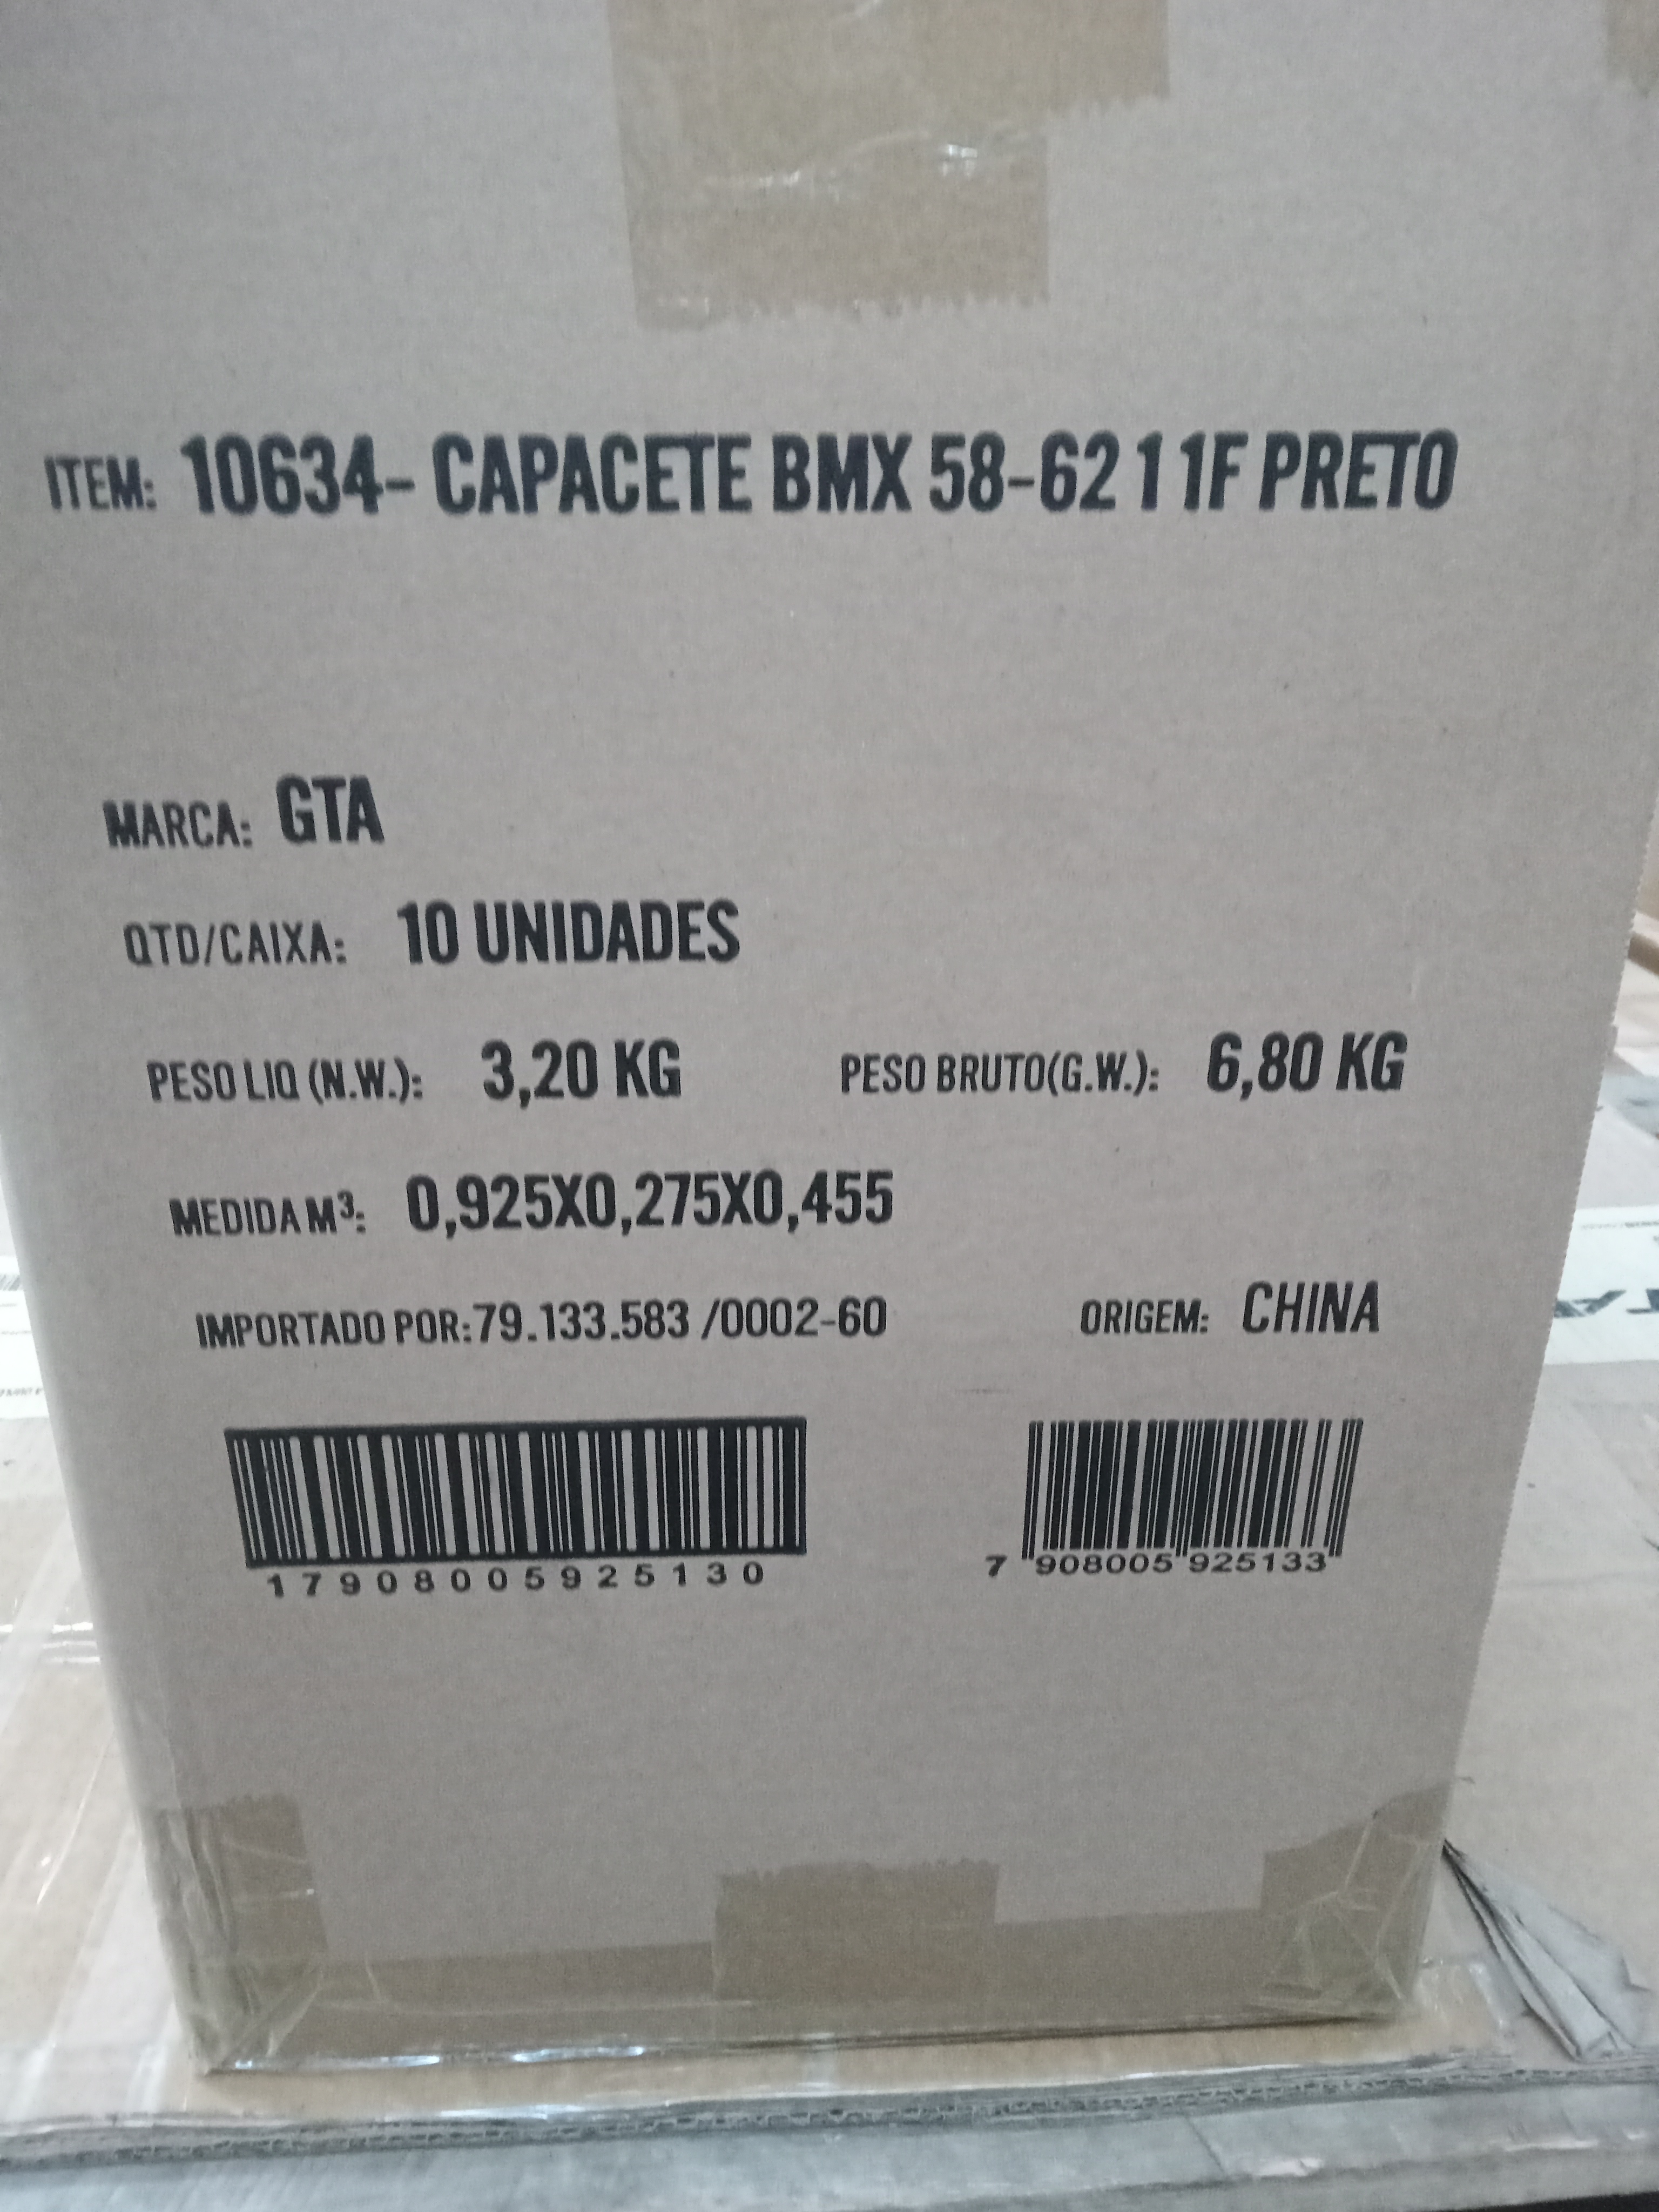 ITEM: 10634- CAPACETE BMX 58-62 1 1F PRETO
MARCA: GTA
QTD/CAIXA: 10 UNIDADES
PESO LIQ (N.W.): 3,20 KG PESO BRUTO(G.W.): 6,80 KG
MEDIDA M³: 0,925X0,275X0,455
IMPORTADO POR:79.133.583 /0002-60 ORIGEM: CHINA
17908005925130 7 908005 925133